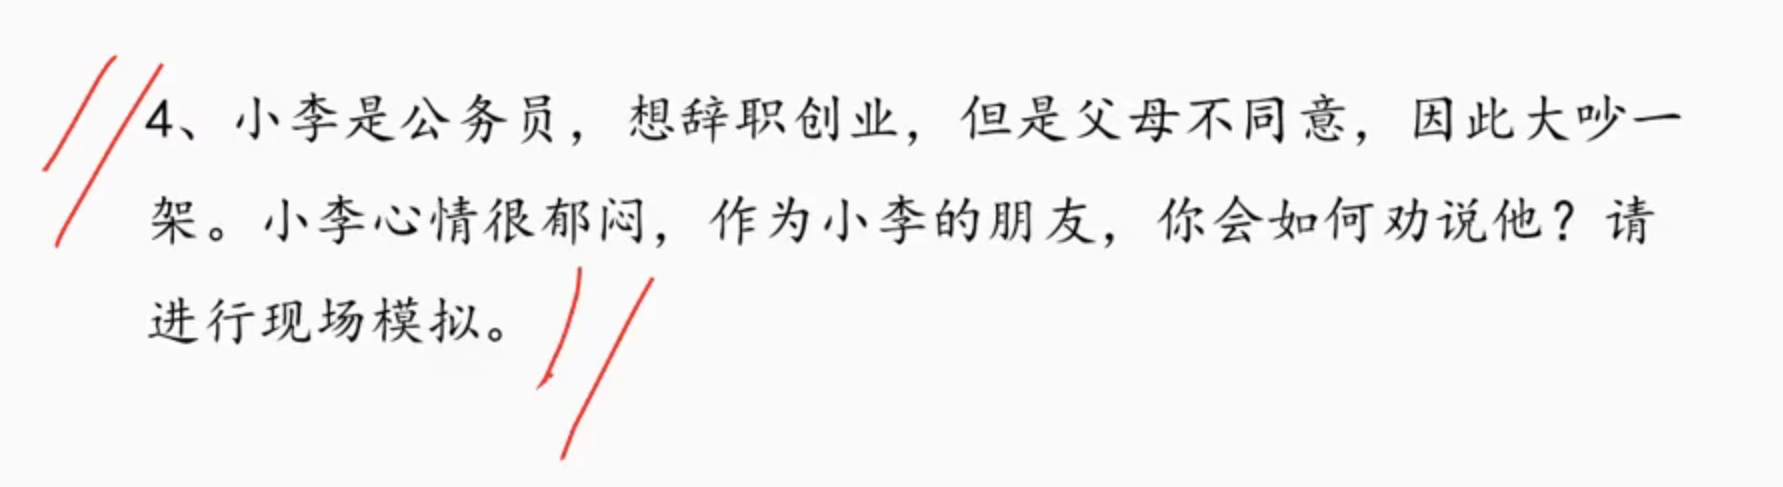 4、小李是公务员，想辞职创业，但是父母不同意，因此大吵一
架。小李心情很郁闷，作为小李的朋友，你会如何劝说他？请
进行现场模拟。